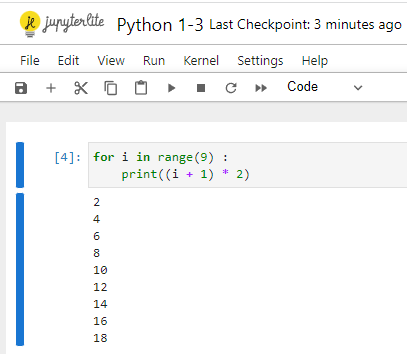 jupyterlite Python 1-3 Last Checkpoint: 3 minutes ago
File Edit View Run Kernel Settings Help
Code
[4]: for i in range(9) :
    print((i + 1) * 2)
2
4
6
8
10
12
14
16
18